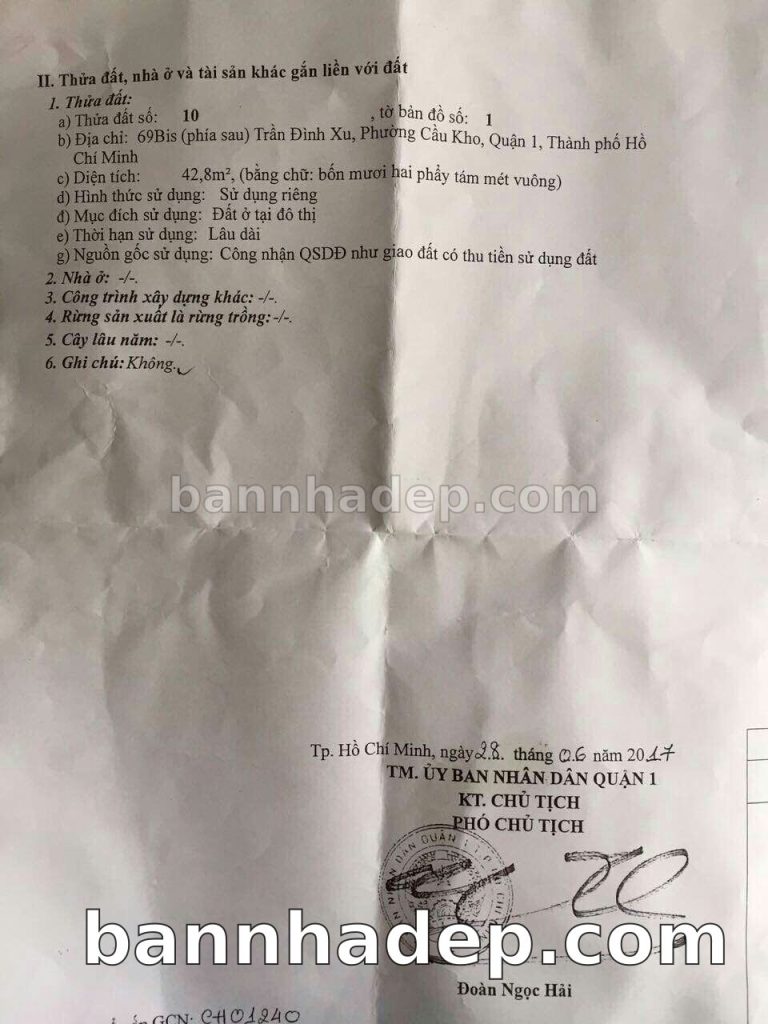 II. Thửa đất, nhà ở và tài sản khác gắn liền với đất
1. Thửa đất:
a) Thửa đất số: 10 , tờ bản đồ số: 1
b) Địa chỉ: 69Bis (phía sau) Trần Đình Xu, Phường Cầu Kho, Quận 1, Thành phố Hồ
Chí Minh
c) Diện tích: 42,8m², (bằng chữ: bốn mươi hai phẩy tám mét vuông)
d) Hình thức sử dụng: Sử dụng riêng
đ) Mục đích sử dụng: Đất ở tại đô thị
e) Thời hạn sử dụng: Lâu dài
g) Nguồn gốc sử dụng: Công nhận QSDĐ như giao đất có thu tiền sử dụng đất
2. Nhà ở: -/-.
3. Công trình xây dựng khác: -/-.
4. Rừng sản xuất là rừng trồng: -/-.
5. Cây lâu năm: -/-.
6. Ghi chú: Không.
bannhadep.com
Tp. Hồ Chí Minh, ngày 28. tháng 06 năm 2017
TM. ỦY BAN NHÂN DÂN QUẬN 1
KT. CHỦ TỊCH
PHÓ CHỦ TỊCH
bannhadep.com
Đoàn Ngọc Hải
GCN: CH01240